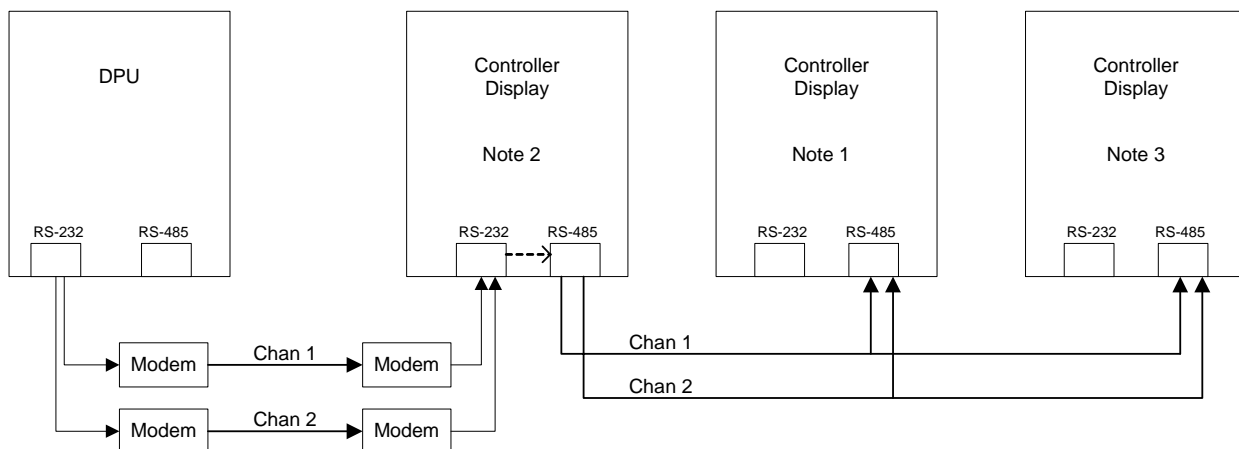 DPU
RS-232
RS-485
Controller
Display
Note 2
RS-232
RS-485
Controller
Display
Note 1
RS-232
RS-485
Controller
Display
Note 3
RS-232
RS-485
Modem
Chan 1
Modem
Modem
Chan 2
Modem
Chan 1
Chan 2